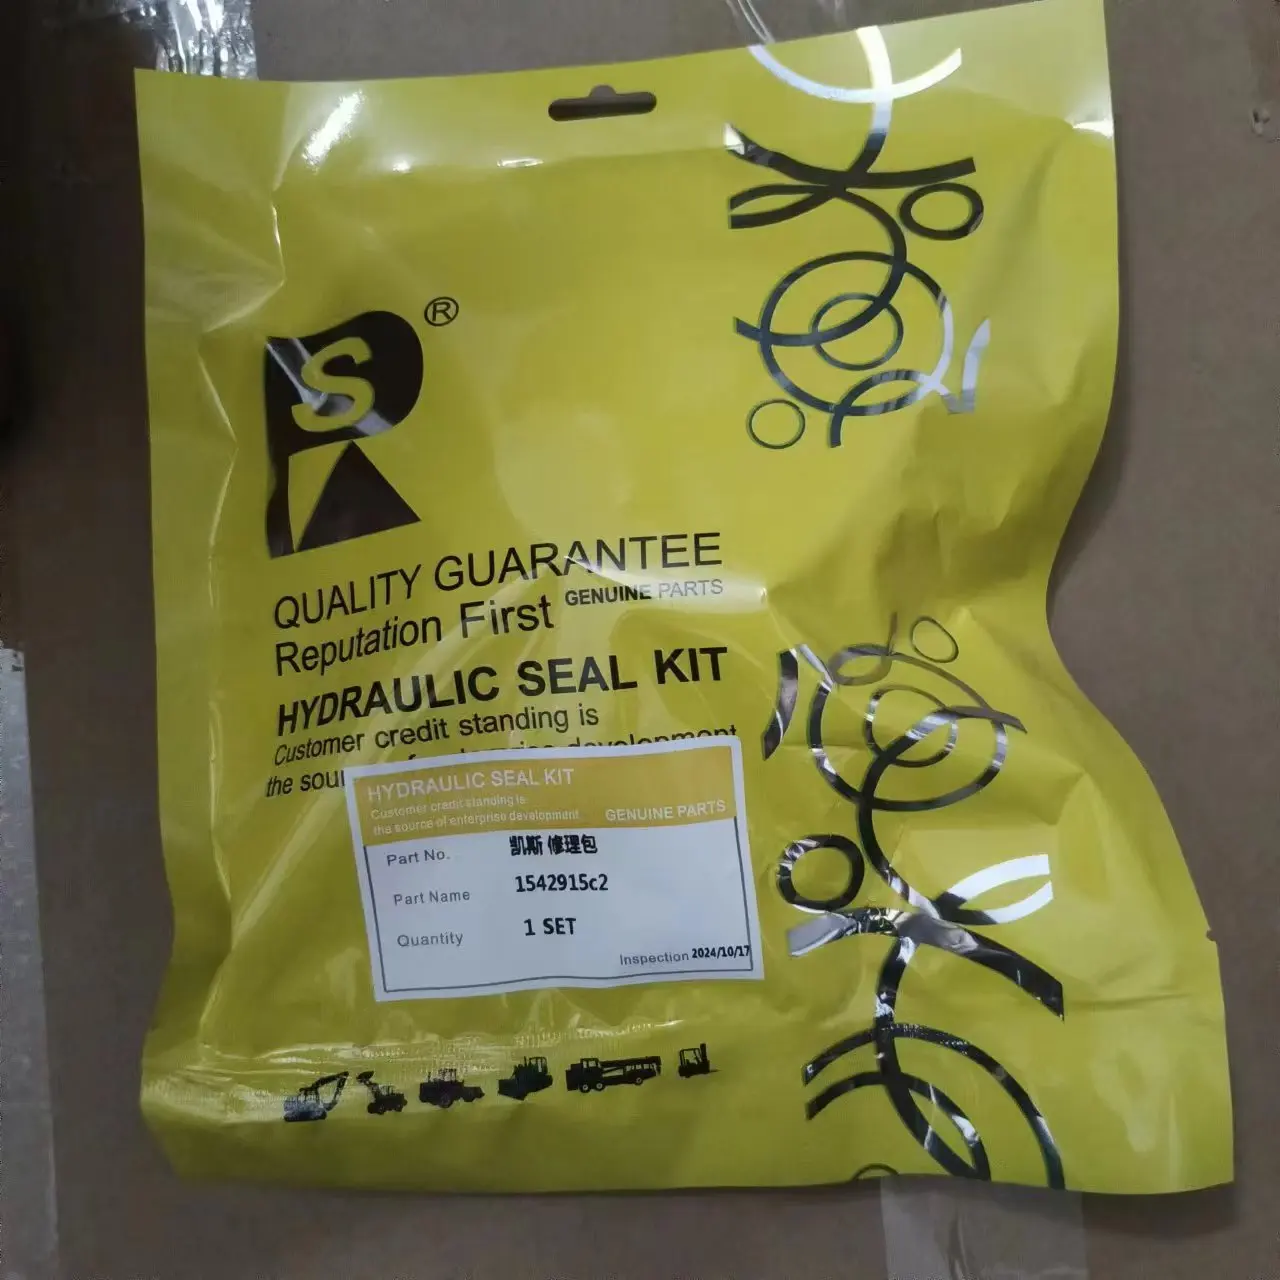 S
®
QUALITY GUARANTEE
Reputation First GENUINE PARTS
HYDRAULIC SEAL KIT
Customer credit standing is
the development
HYDRAULIC SEAL KIT
Customer credit standing is
the source of enterprise development GENUINE PARTS
Part No. 凯斯 修理包
Part Name 1542915c2
Quantity 1 SET
Inspection 2024/10/17